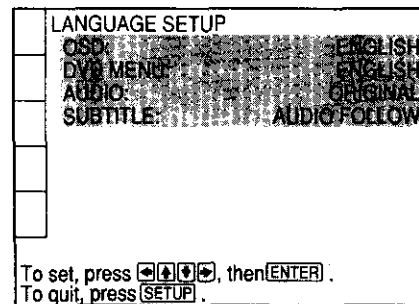 LANGUAGE SETUP
OSD: ENGLISH
DVD MENU: ENGLISH
AUDIO: ORIGINAL
SUBTITLE: AUDIO FOLLOW
To set, press ←↑↓→, then ENTER .
To quit, press SETUP .